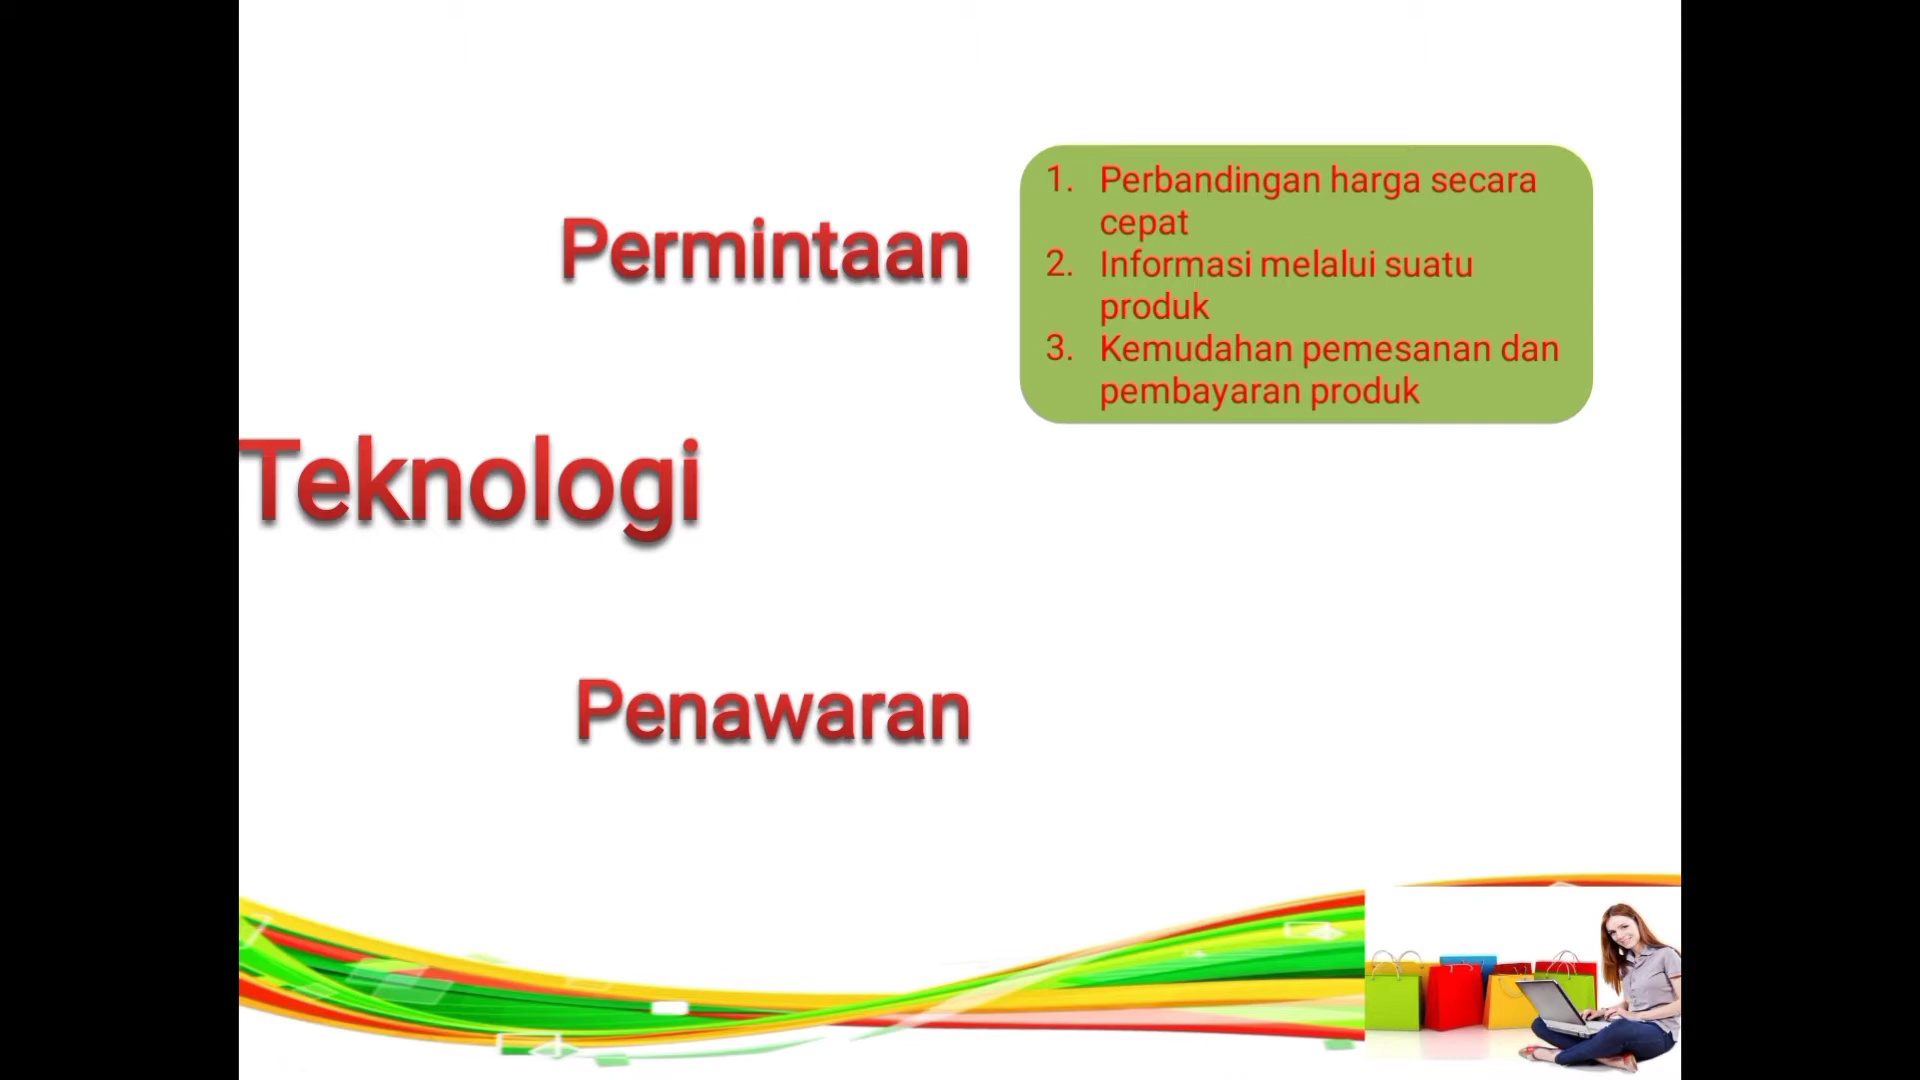 Permintaan
1. Perbandingan harga secara
cepat
2. Informasi melalui suatu
produk
3. Kemudahan pemesanan dan
pembayaran produk
Teknologi
Penawaran